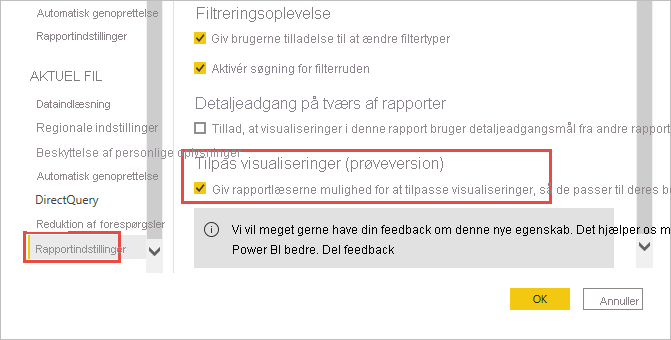 Automatisk genoprettelse
Rapportindstillinger
AKTUEL FIL
Dataindlæsning
Regionale indstillinger
Beskyttelse af personlige oplysninger
Automatisk genoprettelse
DirectQuery
Reduktion af forespørgsler
Rapportindstillinger
Filtreringsoplevelse
Giv brugerne tilladelse til at ændre filtertyper
Aktivér søgning for filterruden
Detaljeadgang på tværs af rapporter
Tillad, at visualiseringer i denne rapport bruger detaljeadgangsmål fra andre rapport
Tilpas visualiseringer (prøveversion)
Giv rapportlæserne mulighed for at tilpasse visualiseringer, så de passer til deres be
Vi vil meget gerne have din feedback om denne nye egenskab. Det hjælper os m
Power BI bedre. Del feedback
OK
Annuller